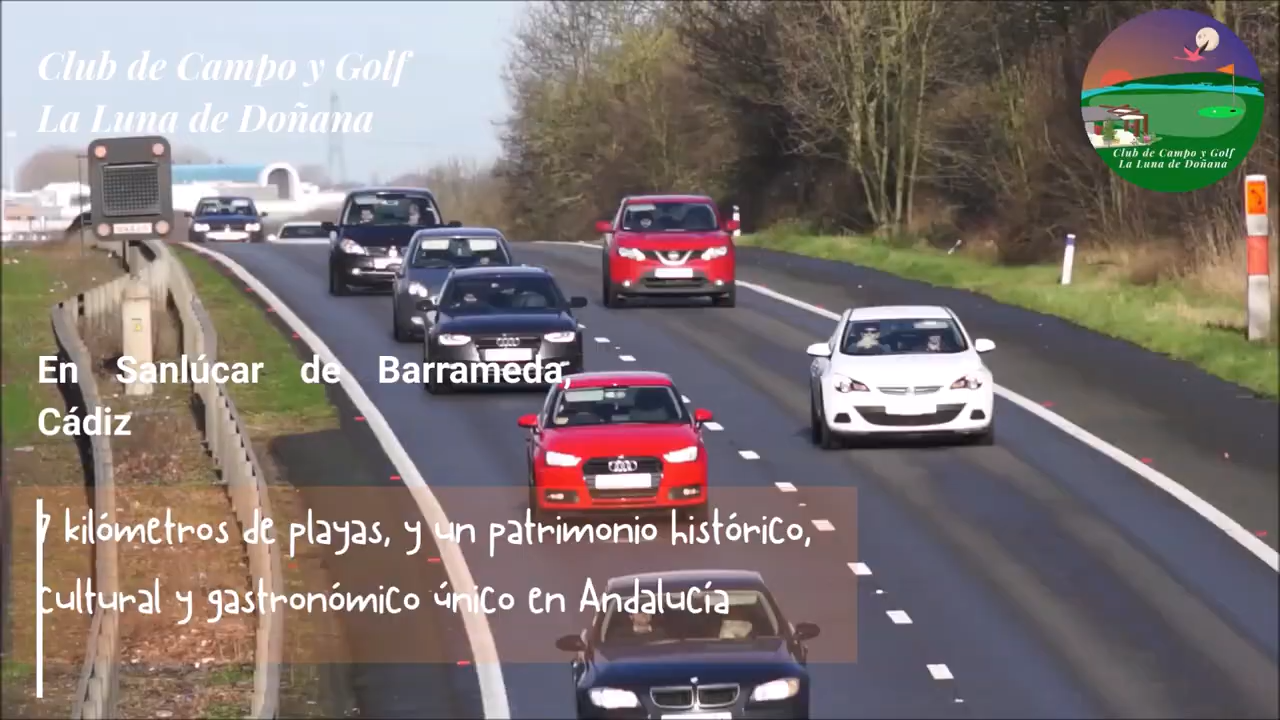 Club de Campo y Golf
La Luna de Doñana
Club de Campo y Golf
La Luna de Doñana
En Sanlúcar de Barrameda,
Cádiz
7 kilómetros de playas, y un patrimonio histórico,
cultural y gastronómico único en Andalucía